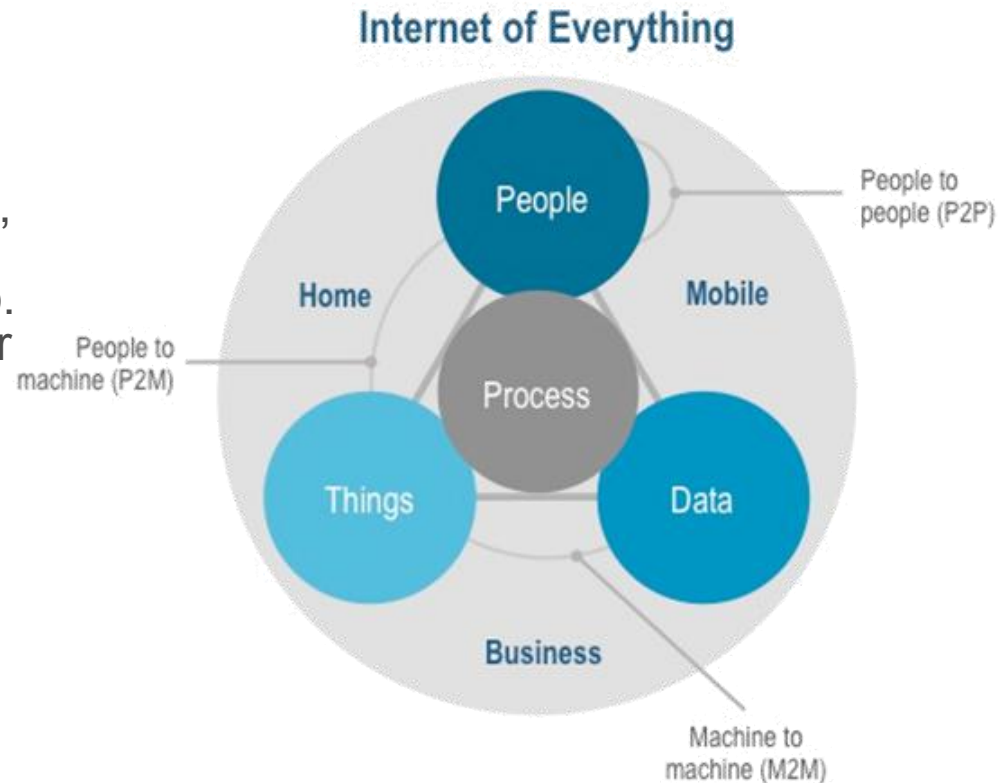 Internet of Everything
People
People to
people (P2P)
,
Home
Mobile
.
r
People to
machine (P2M)
Process
Things
Data
Business
Machine to
machine (M2M)